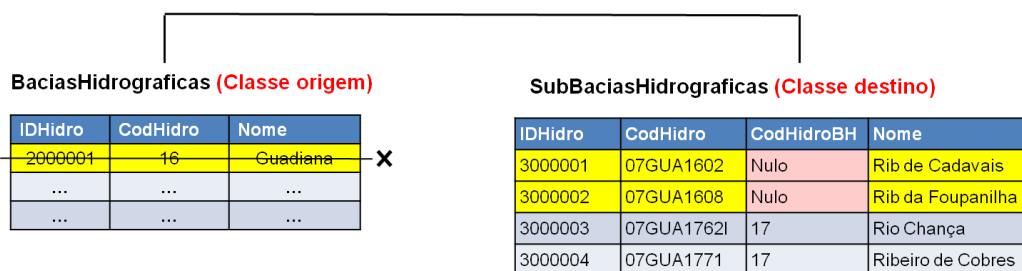 BaciasHidrograficas (Classe origem)
SubBaciasHidrograficas (Classe destino)
IDHidro CodHidro Nome
2000001 16 Guadiana
... ... ...
... ... ...
IDHidro CodHidro CodHidroBH Nome
3000001 07GUA1602 Nulo Rib de Cadavais
3000002 07GUA1608 Nulo Rib da Foupanilha
3000003 07GUA1762I 17 Rio Chança
3000004 07GUA1771 17 Ribeiro de Cobres